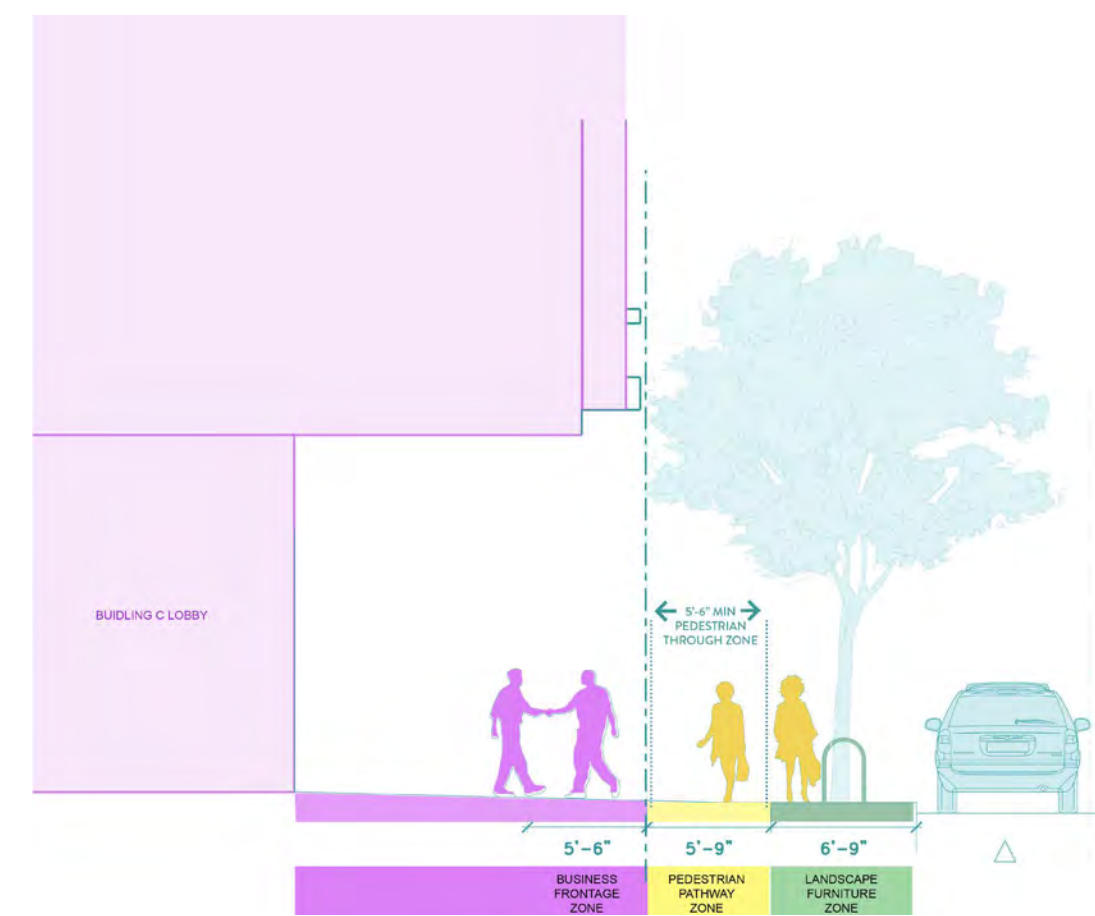 BUIDLING C LOBBY
5'-6" MIN
PEDESTRIAN
THROUGH ZONE
5'-6"
5'-9"
6'-9"
BUSINESS
FRONTAGE
ZONE
PEDESTRIAN
PATHWAY
ZONE
LANDSCAPE
FURNITURE
ZONE